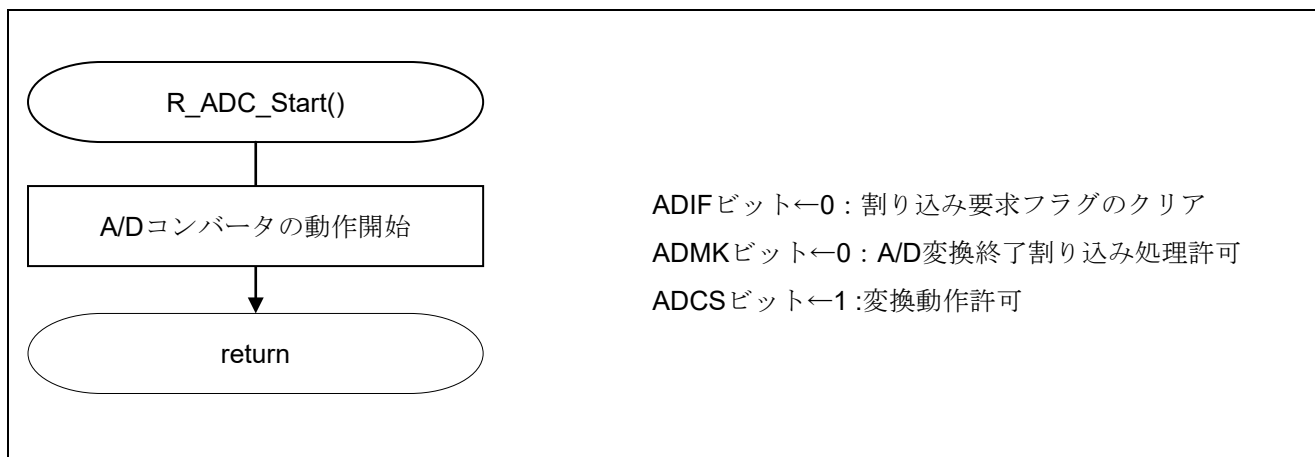 R_ADC_Start()
A/Dコンバータの動作開始
return
ADIFビット←0：割り込み要求フラグのクリア
ADMKビット←0：A/D変換終了割り込み処理許可
ADCSビット←1 :変換動作許可